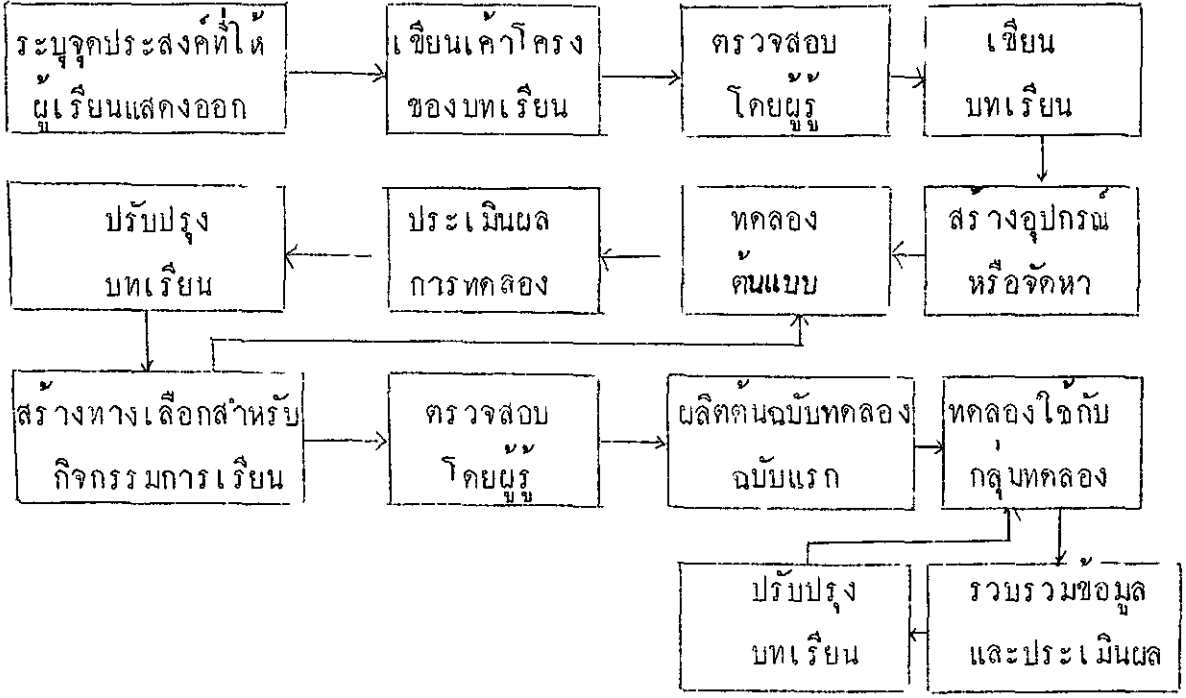 ระบุจุดประสงค์ที่ให้
ผู้เรียนแสดงออก
เขียนเค้าโครง
ของบทเรียน
ตรวจสอบ
โดยผู้รู้
เขียน
บทเรียน
สร้างอุปกรณ์
หรือจัดหา
ทดลอง
ต้นแบบ
ประเมินผล
การทดลอง
ปรับปรุง
บทเรียน
สร้างทางเลือกสำหรับ
กิจกรรมการเรียน
ตรวจสอบ
โดยผู้รู้
ผลิตต้นฉบับทดลอง
ฉบับแรก
ทดลองใช้กับ
กลุ่มทดลอง
รวบรวมข้อมูล
และประเมินผล
ปรับปรุง
บทเรียน